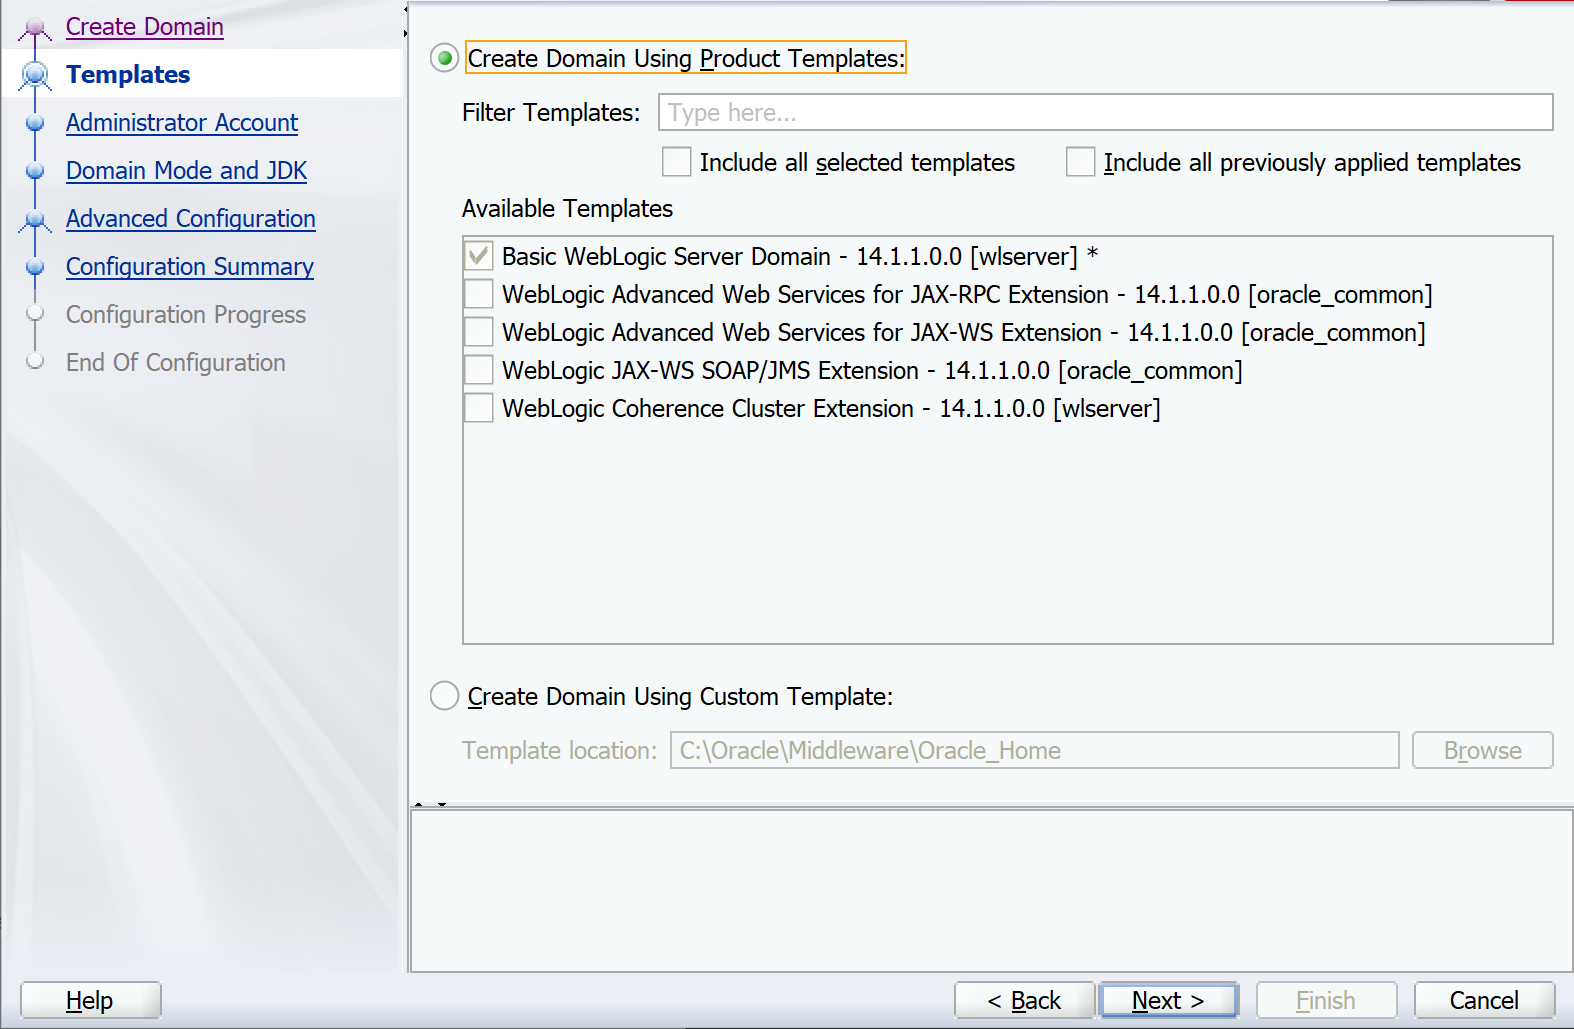 Create Domain
Templates
Administrator Account
Domain Mode and JDK
Advanced Configuration
Configuration Summary
Configuration Progress
End Of Configuration
Create Domain Using Product Templates:
Filter Templates: Type here...
Include all selected templates Include all previously applied templates
Available Templates
Basic WebLogic Server Domain - 14.1.1.0.0 [wlserver] *
WebLogic Advanced Web Services for JAX-RPC Extension - 14.1.1.0.0 [oracle_common]
WebLogic Advanced Web Services for JAX-WS Extension - 14.1.1.0.0 [oracle_common]
WebLogic JAX-WS SOAP/JMS Extension - 14.1.1.0.0 [oracle_common]
WebLogic Coherence Cluster Extension - 14.1.1.0.0 [wlserver]
Create Domain Using Custom Template:
Template location: C:\Oracle\Middleware\Oracle_Home Browse
Help < Back Next > Finish Cancel